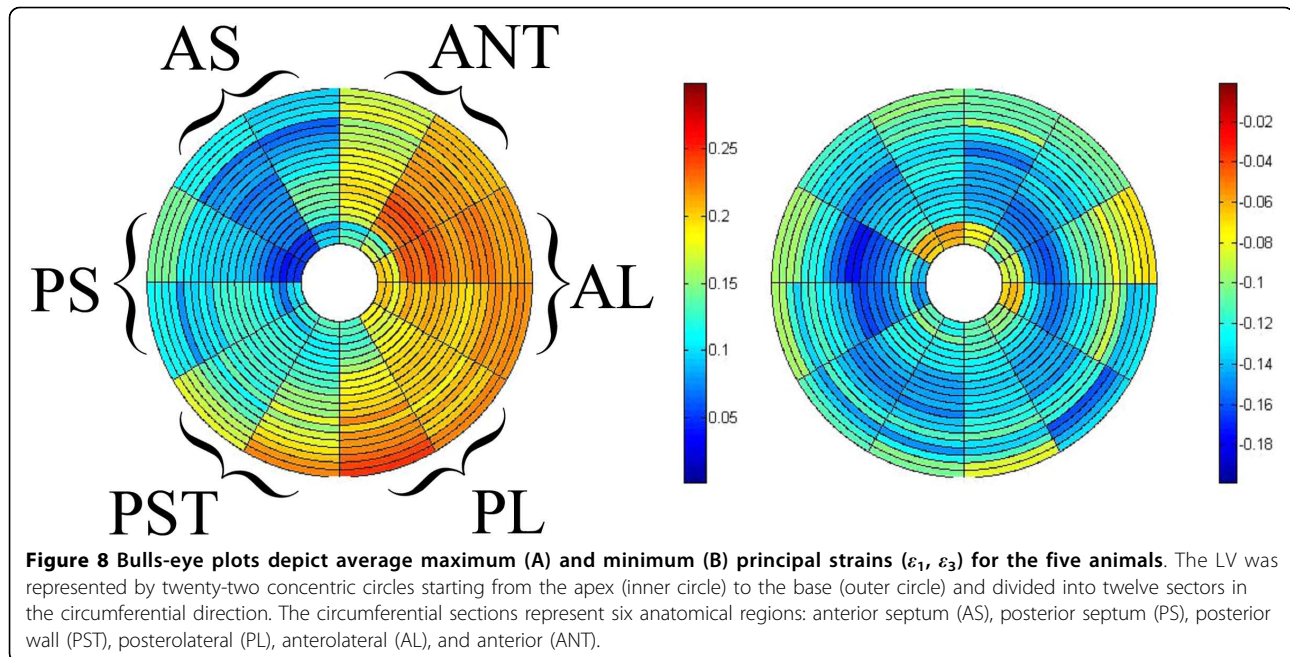 AS
ANT
PS
AL
PST
PL
0.25
0.2
0.15
0.1
0.05
-0.02
-0.04
-0.06
-0.08
-0.1
-0.12
-0.14
-0.16
-0.18
Figure 8 Bulls-eye plots depict average maximum (A) and minimum (B) principal strains (ε1, ε3) for the five animals. The LV was
represented by twenty-two concentric circles starting from the apex (inner circle) to the base (outer circle) and divided into twelve sectors in
the circumferential direction. The circumferential sections represent six anatomical regions: anterior septum (AS), posterior septum (PS), posterior
wall (PST), posterolateral (PL), anterolateral (AL), and anterior (ANT).